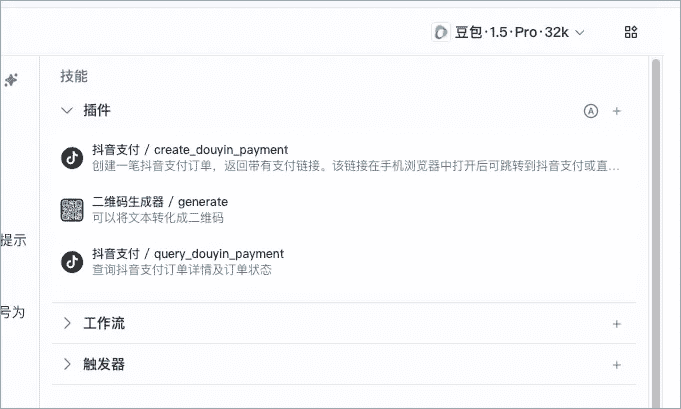 豆包·1.5·Pro·32k
技能
插件
抖音支付 / create_douyin_payment
创建一笔抖音支付订单，返回带有支付链接。该链接在手机浏览器中打开后可跳转到抖音支付或直...
二维码生成器 / generate
可以将文本转化成二维码
提示
抖音支付 / query_douyin_payment
查询抖音支付订单详情及订单状态
号为
工作流
触发器